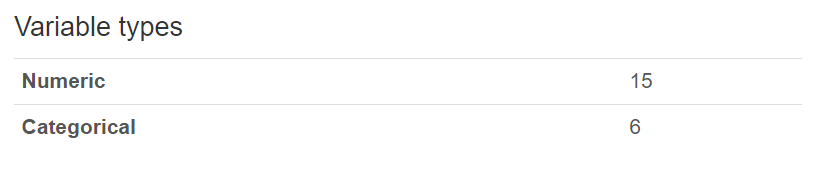 Variable types
Numeric 15
Categorical 6